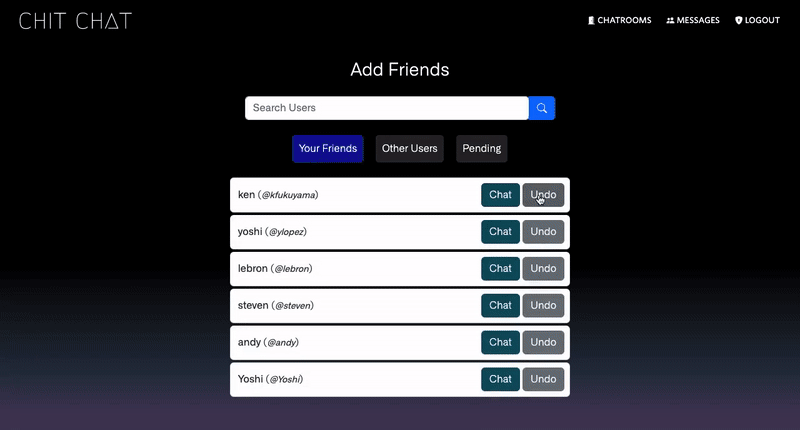 CHIT CHAT
CHATROOMS MESSAGES LOGOUT
Add Friends
Search Users
Your Friends Other Users Pending
ken (@kfukuyama) Chat Undo
yoshi (@ylopez) Chat Undo
lebron (@lebron) Chat Undo
steven (@steven) Chat Undo
andy (@andy) Chat Undo
Yoshi (@Yoshi) Chat Undo